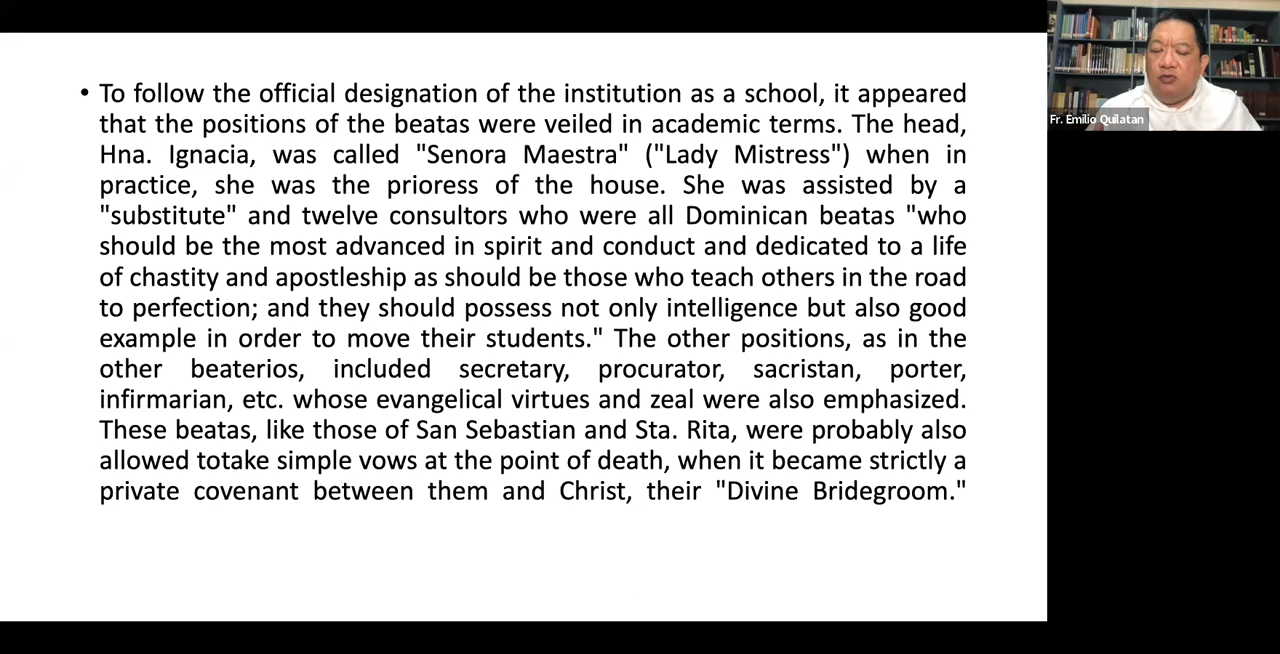 • To follow the official designation of the institution as a school, it appeared
that the positions of the beatas were veiled in academic terms. The head,
Hna. Ignacia, was called "Senora Maestra" ("Lady Mistress") when in
practice, she was the prioress of the house. She was assisted by a
"substitute" and twelve consultors who were all Dominican beatas "who
should be the most advanced in spirit and conduct and dedicated to a life
of chastity and apostleship as should be those who teach others in the road
to perfection; and they should possess not only intelligence but also good
example in order to move their students." The other positions, as in the
other beaterios, included secretary, procurator, sacristan, porter,
infirmarian, etc. whose evangelical virtues and zeal were also emphasized.
These beatas, like those of San Sebastian and Sta. Rita, were probably also
allowed totake simple vows at the point of death, when it became strictly a
private covenant between them and Christ, their "Divine Bridegroom."
Fr. Emilio Quilatan